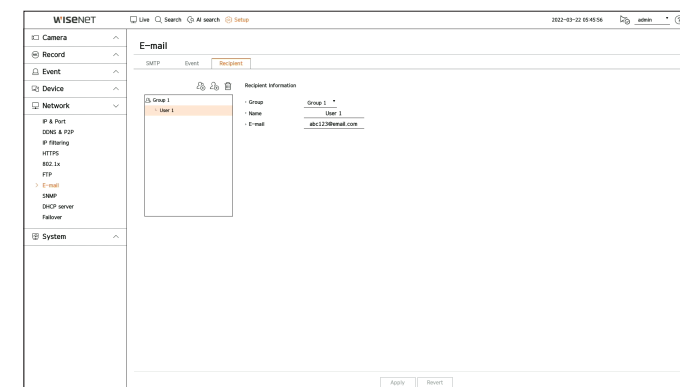 WISENET Live Search AI search Setup 2022-03-22 05:45:56 admin
Camera
Record
Event
Device
Network
IP & Port
DDNS & P2P
IP filtering
HTTPS
802.1x
FTP
E-mail
SNMP
DHCP server
Failover
System
E-mail
SMTP Event Recipient
Group 1
User 1
Recipient Information
Group Group 1
Name User 1
E-mail abc123@email.com
Apply Revert